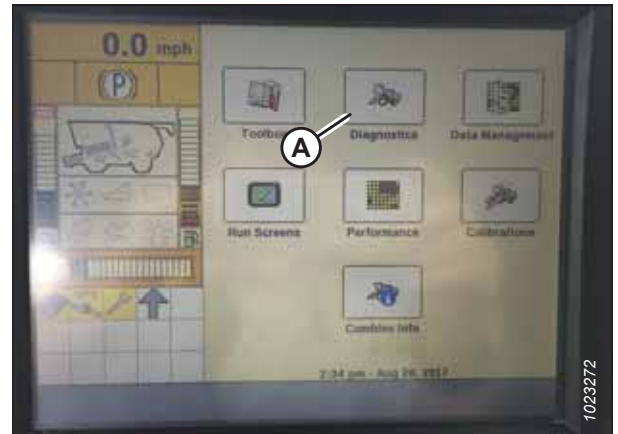 0.0 mph
(P)
Toolbox
Diagnostics
Data Management
A
Run Screens
Performance
Calibrations
Combine Info
2:34 pm - Aug 24, 2017
1023272